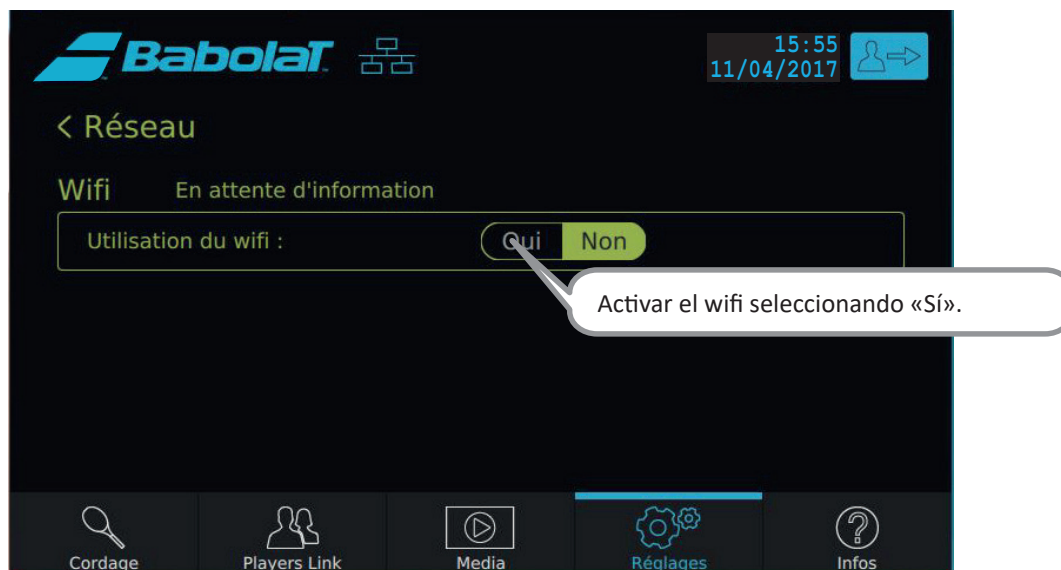 BabolaT
15:55
11/04/2017
< Réseau
Wifi En attente d'information
Utilisation du wifi : Oui Non
Activar el wifi seleccionando «Sí».
Cordage Players Link Media Réglages Infos